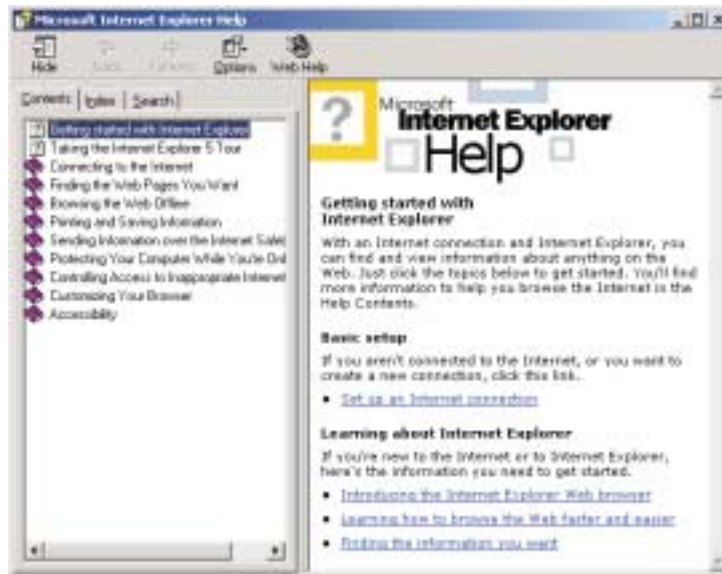 Microsoft Internet Explorer Help
Hide Back Forward Options Web Help
Contents Index Search
Getting started with Internet Explorer
Taking the Internet Explorer 5 Tour
Connecting to the Internet
Finding the Web Pages You Want
Browsing the Web Offline
Printing and Saving Information
Sending Information over the Internet Safel
Protecting Your Computer While You're Onl
Controlling Access to Inappropriate Internet
Customizing Your Browser
Accessibility
?
Microsoft
Internet Explorer
Help
Getting started with
Internet Explorer
With an Internet connection and Internet Explorer, you
can find and view information about anything on the
Web. Just click the topics below to get started. You'll find
more information to help you browse the Internet in the
Help Contents.
Basic setup
If you aren't connected to the Internet, or you want to
create a new connection, click this link.
• Set up an Internet connection
Learning about Internet Explorer
If you're new to the Internet or to Internet Explorer,
here's the information you need to get started.
• Introducing the Internet Explorer Web browser
• Learning how to browse the Web faster and easier
• Finding the information you want